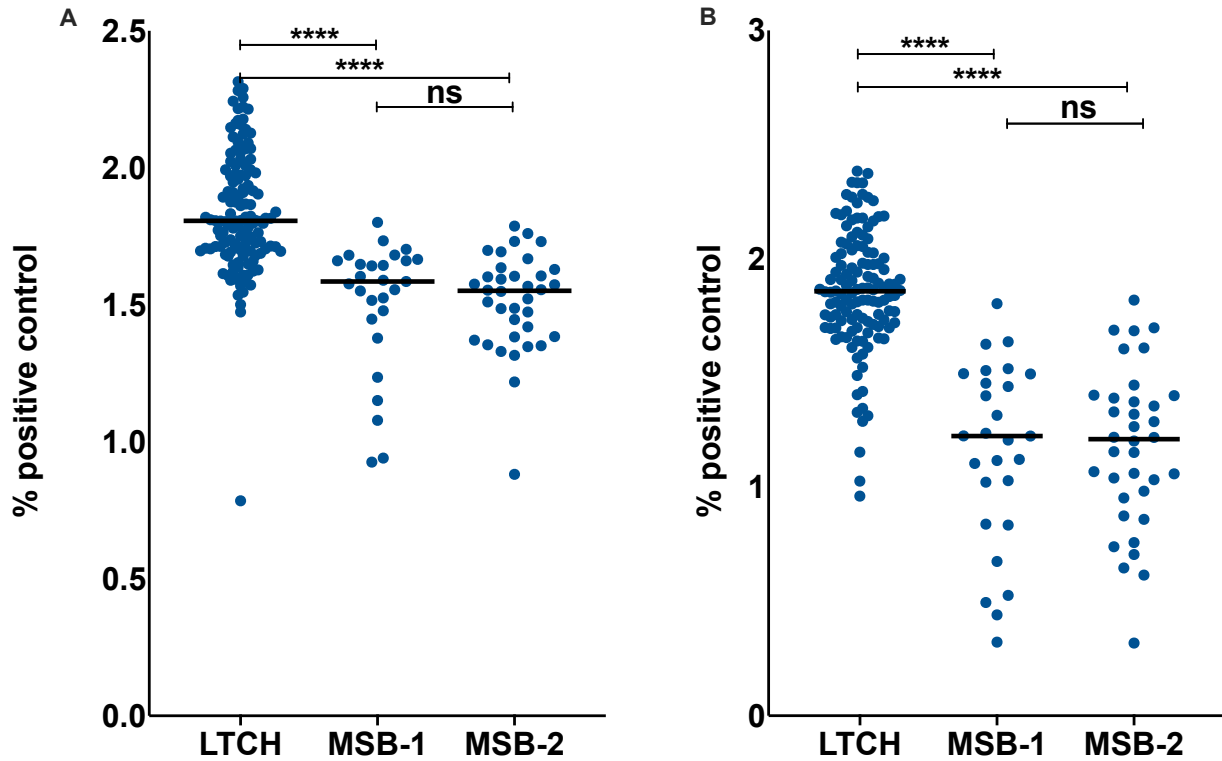 A
% positive control
2.5
2.0
1.5
1.0
0.5
0.0
****
****
ns
LTCH MSB-1 MSB-2
B
% positive control
3
2
1
0
****
****
ns
LTCH MSB-1 MSB-2